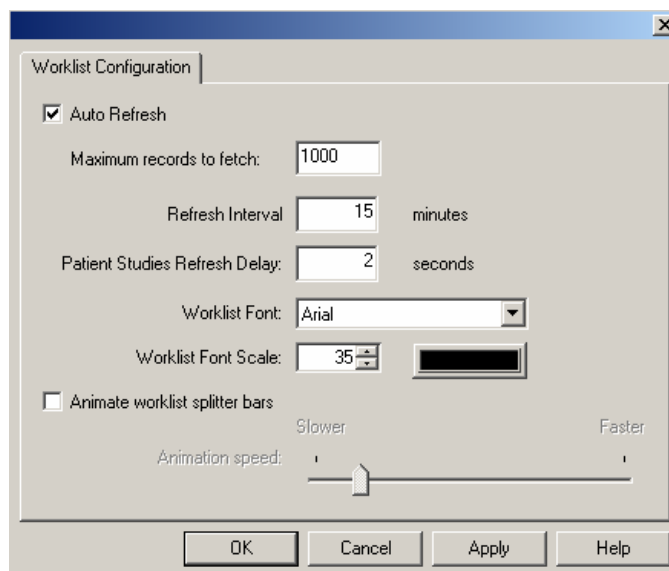 Worklist Configuration
Auto Refresh
Maximum records to fetch: 1000
Refresh Interval 15 minutes
Patient Studies Refresh Delay: 2 seconds
Worklist Font: Arial
Worklist Font Scale: 35
Animate worklist splitter bars
Slower Faster
Animation speed:
OK Cancel Apply Help